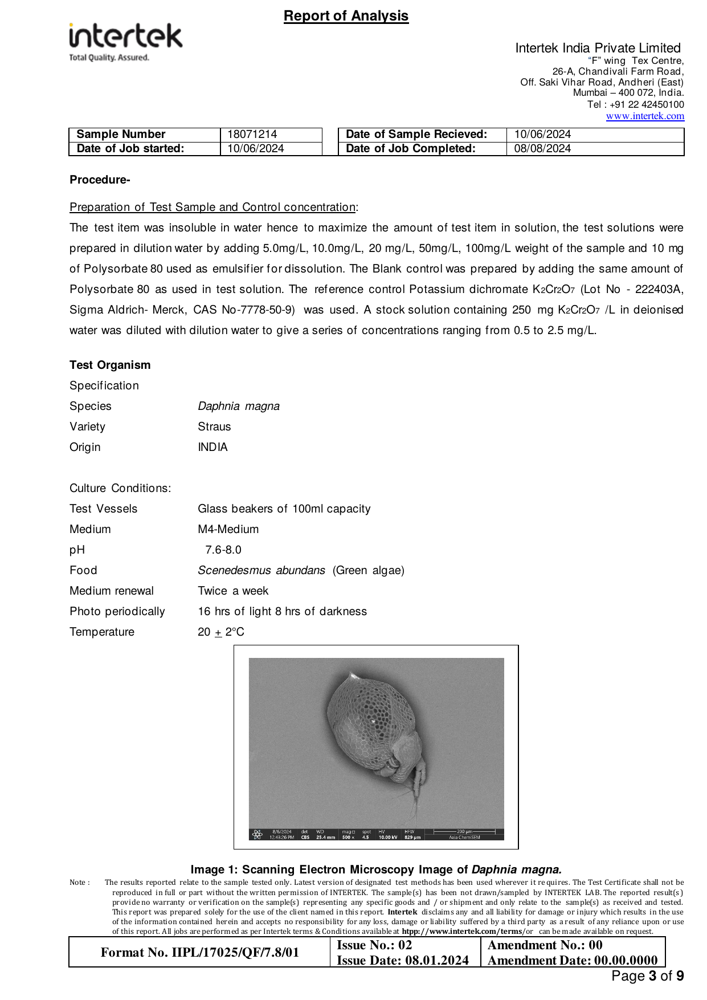 Report of Analysis
intertek
Total Quality. Assured.
Intertek India Private Limited
“F” wing Tex Centre,
26-A, Chandivali Farm Road,
Off. Saki Vihar Road, Andheri (East)
Mumbai – 400 072, India.
Tel : +91 22 42450100
www.intertek.com
Sample Number 18071214 Date of Sample Recieved: 10/06/2024
Date of Job started: 10/06/2024 Date of Job Completed: 08/08/2024
Procedure-
Preparation of Test Sample and Control concentration:
The test item was insoluble in water hence to maximize the amount of test item in solution, the test solutions were
prepared in dilution water by adding 5.0mg/L, 10.0mg/L, 20 mg/L, 50mg/L, 100mg/L weight of the sample and 10 mg
of Polysorbate 80 used as emulsifier for dissolution. The Blank control was prepared by adding the same amount of
Polysorbate 80 as used in test solution. The reference control Potassium dichromate K2Cr2O7 (Lot No - 222403A,
Sigma Aldrich- Merck, CAS No-7778-50-9) was used. A stock solution containing 250 mg K2Cr2O7 /L in deionised
water was diluted with dilution water to give a series of concentrations ranging from 0.5 to 2.5 mg/L.
Test Organism
Specification
Species Daphnia magna
Variety Straus
Origin INDIA
Culture Conditions:
Test Vessels Glass beakers of 100ml capacity
Medium M4-Medium
pH 7.6-8.0
Food Scenedesmus abundans (Green algae)
Medium renewal Twice a week
Photo periodically 16 hrs of light 8 hrs of darkness
Temperature 20 ± 2°C
8/6/2024 det WD mag □ spot HV HFW 200 µm
12:43:26 PM CBS 25.4 mm 500 × 4.5 10.00 kV 829 µm Axia ChemiSEM
Image 1: Scanning Electron Microscopy Image of Daphnia magna.
Note : The results reported relate to the sample tested only. Latest version of designated test methods has been used wherever it requires. The Test Certificate shall not be
reproduced in full or part without the written permission of INTERTEK. The sample(s) has been not drawn/sampled by INTERTEK LAB. The reported result(s)
provide no warranty or verification on the sample(s) representing any specific goods and / or shipment and only relate to the sample(s) as received and tested.
This report was prepared solely for the use of the client named in this report. Intertek disclaims any and all liability for damage or injury which results in the use
of the information contained herein and accepts no responsibility for any loss, damage or liability suffered by a third party as a result of any reliance upon or use
of this report. All jobs are performed as per Intertek terms & Conditions available at htpp://www.intertek.com/terms/or can be made available on request.
Format No. IIPL/17025/QF/7.8/01 Issue No.: 02 Amendment No.: 00
Issue Date: 08.01.2024 Amendment Date: 00.00.0000
Page 3 of 9